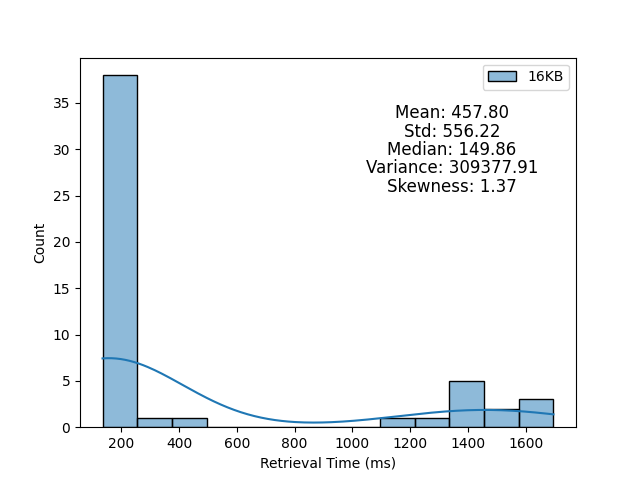 16KB
Mean: 457.80
Std: 556.22
Median: 149.86
Variance: 309377.91
Skewness: 1.37
Count
35
30
25
20
15
10
5
0
200 400 600 800 1000 1200 1400 1600
Retrieval Time (ms)